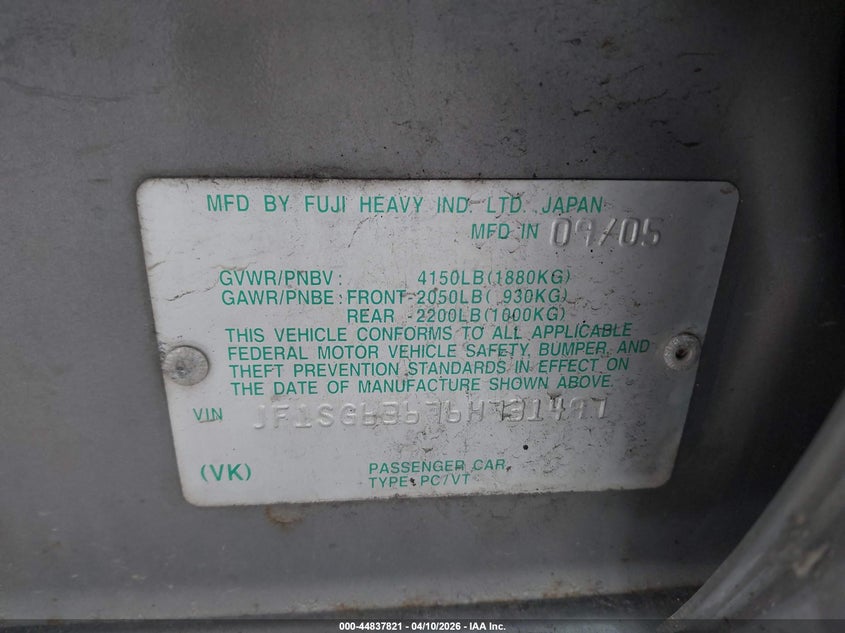 MFD BY FUJI HEAVY IND. LTD. JAPAN
MFD IN 09/05
GVWR/PNBV : 4150LB(1880KG)
GAWR/PNBE : FRONT-2050LB( 930KG)
REAR 2200LB(1000KG)
THIS VEHICLE CONFORMS TO ALL APPLICABLE
FEDERAL MOTOR VEHICLE SAFETY, BUMPER, AND
THEFT PREVENTION STANDARDS IN EFFECT ON
THE DATE OF MANUFACTURE SHOWN ABOVE.
VIN
(VK) PASSENGER CAR
TYPE: PC/VT
000-44837821 - 04/10/2026 - IAA Inc.